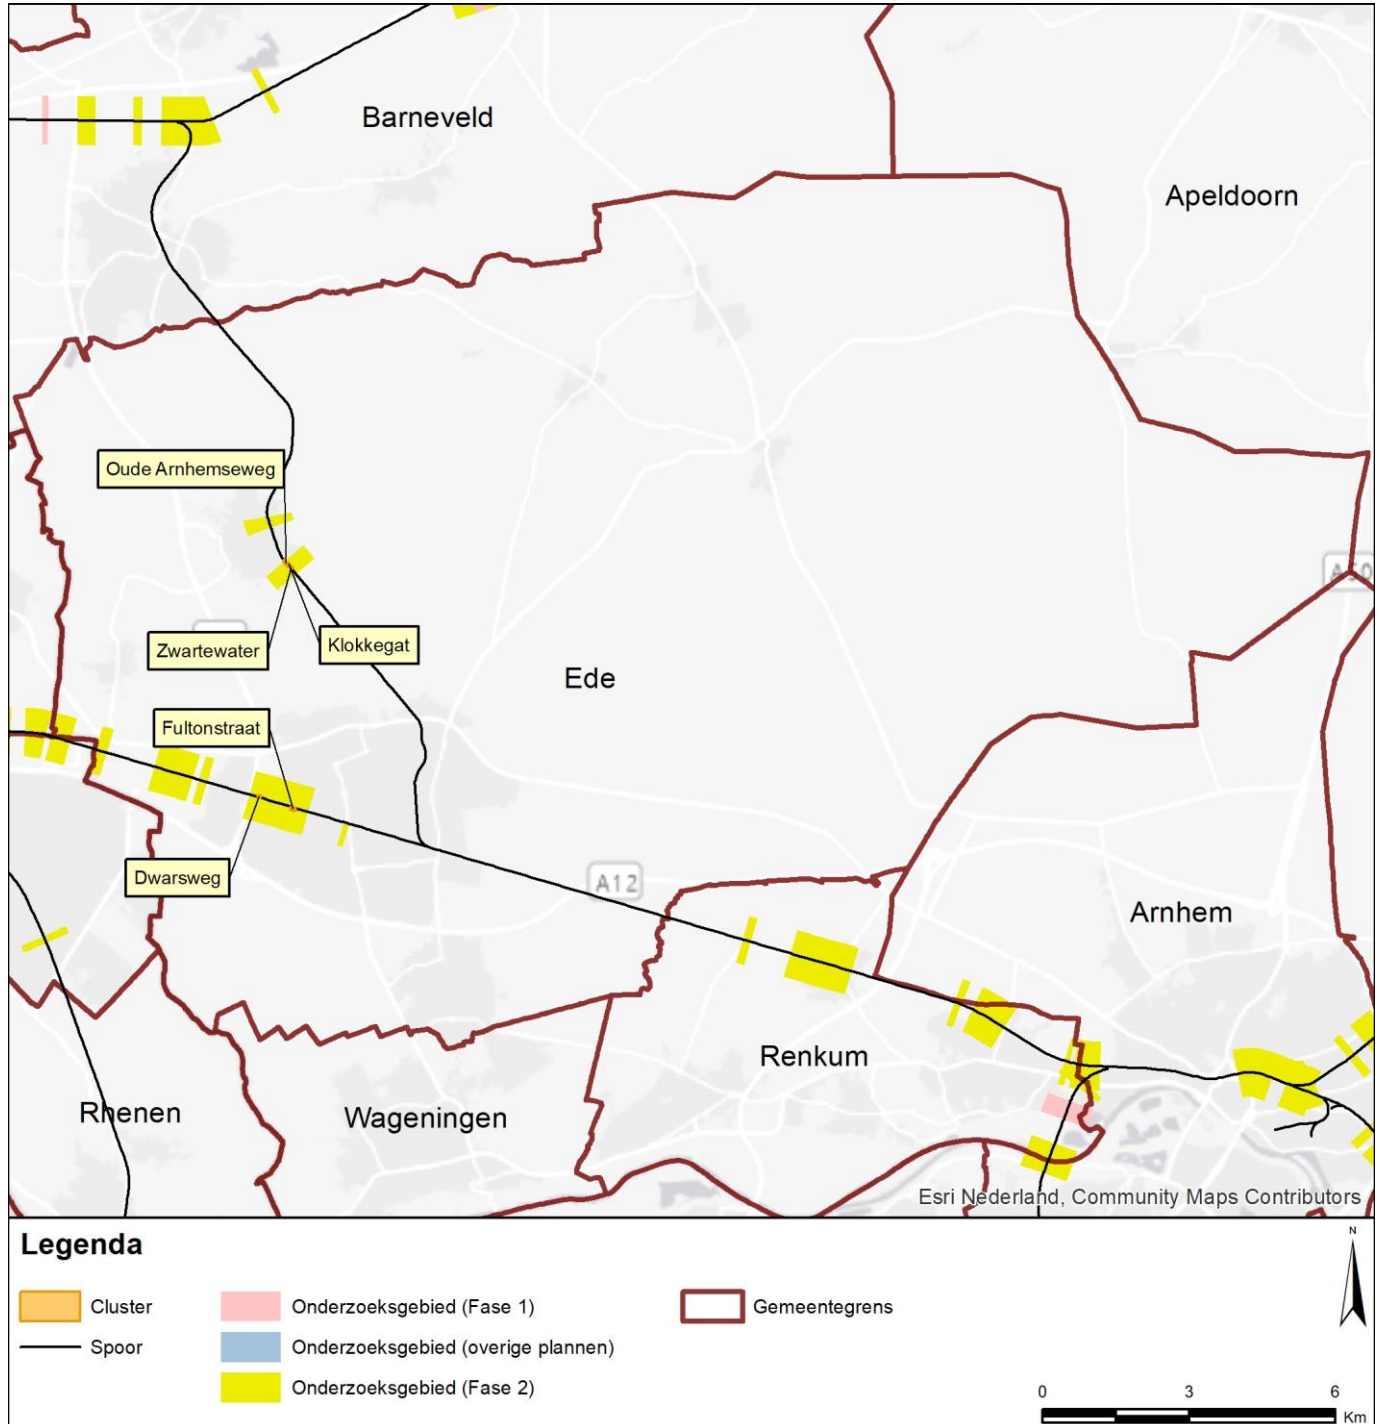 Barneveld
Apeldoorn
Oude Arnhemseweg
A50
Zwartewater
Klokkegat
Ede
Fultonstraat
Dwarsweg
A12
Arnhem
Renkum
Rhenen
Wageningen
Esri Nederland, Community Maps Contributors
Legenda
N
Cluster
Onderzoeksgebied (Fase 1)
Gemeentegrens
Spoor
Onderzoeksgebied (overige plannen)
Onderzoeksgebied (Fase 2)
0 3 6
Km